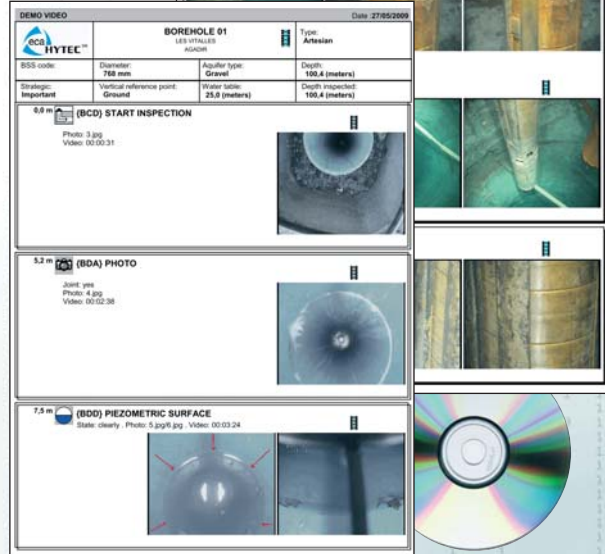 DEMO VIDEO
Date :27/05/2009
eca
HYTEC
BOREHOLE 01
LES VITALLES
AGADIR
Type:
Artesian
BSS code:
Diameter:
768 mm
Aquifer type:
Gravel
Depth:
100,4 (meters)
Strategic:
Important
Vertical reference point:
Ground
Water table:
25,0 (meters)
Depth inspected:
100,4 (meters)
0,0 m {BCD} START INSPECTION
Photo: 3.jpg
Video: 00:00:31
5,2 m {BDA} PHOTO
Joint: yes
Photo: 4.jpg
Video: 00:02:38
7,5 m {BDD} PIEZOMETRIC SURFACE
State: clearly . Photo: 5.jpg/6.jpg . Video: 00:03:24